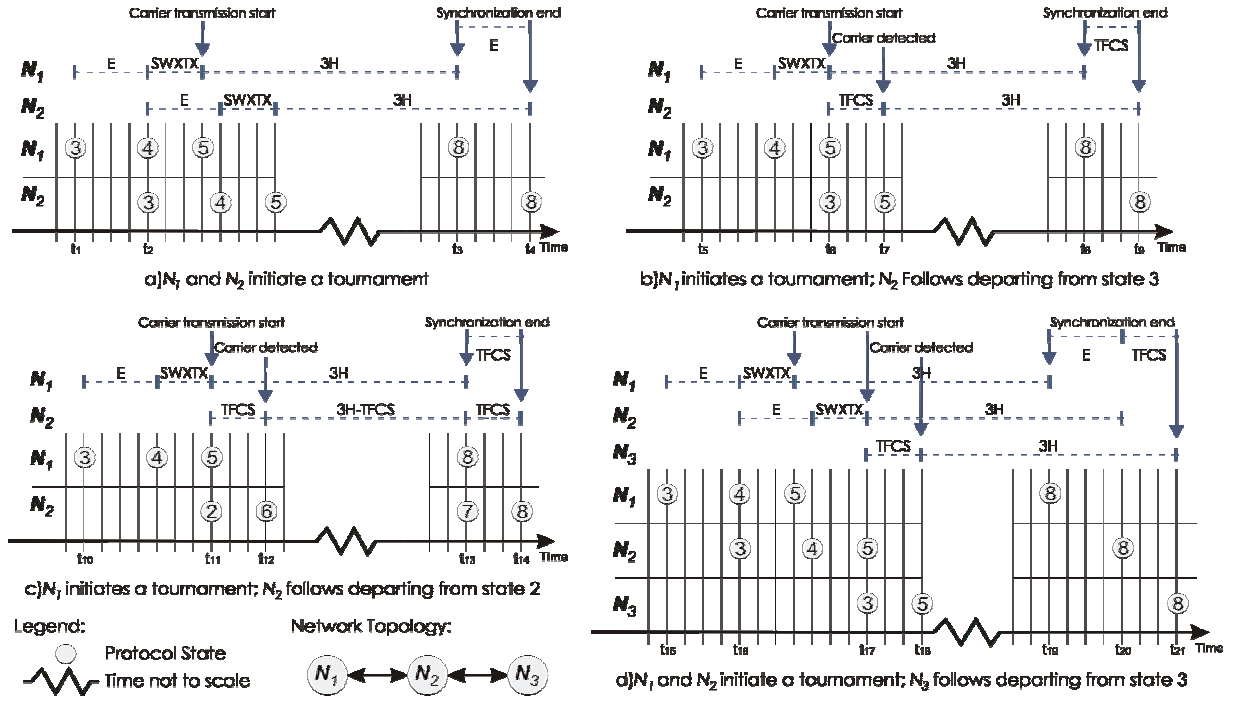 Carrier transmission start Synchronization end
E
N1 E SWXTX 3H
N2 E SWXTX 3H
N1 3 4 5 8
N2 3 4 5 8
t1 t2 t3 t4 Time
a)N1 and N2 initiate a tournament
Carrier transmission start Synchronization end
Carrier detected TFCS
N1 E SWXTX 3H
N2 TFCS 3H
N1 3 4 5 8
N2 3 5 8
t5 t6 t7 t8 t9 Time
b)N1 initiates a tournament; N2 Follows departing from state 3
Carrier transmission start Synchronization end
Carrier detected TFCS
N1 E SWXTX 3H
N2 TFCS 3H-TFCS TFCS
N1 3 4 5 8
N2 2 6 7 8
t10 t11 t12 t13 t14 Time
c)N1 initiates a tournament; N2 follows departing from state 2
Carrier transmission start Synchronization end
Carrier detected E TFCS
N1 E SWXTX 3H
N2 E SWXTX 3H
N3 TFCS 3H
N1 3 4 5 8
N2 3 4 5 8
N3 3 5 8
t15 t16 t17 t18 t19 t20 t21 Time
d)N1 and N2 initiate a tournament; N3 follows departing from state 3
Legend:
Protocol State
Time not to scale
Network Topology:
N1 N2 N3